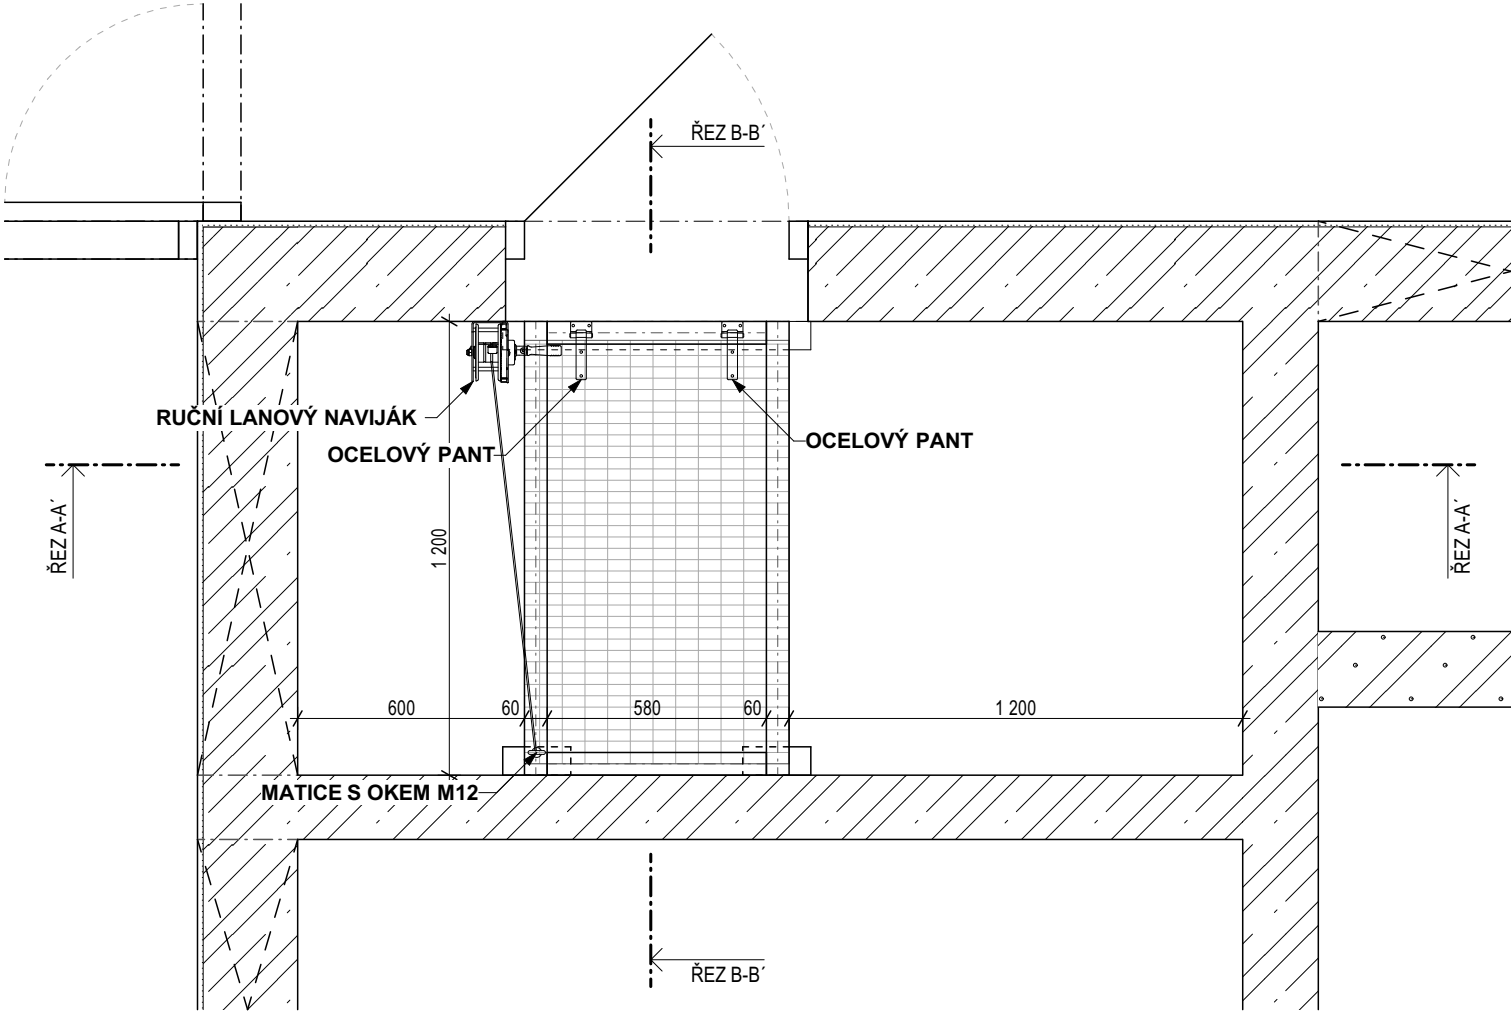 ŘEZ B-B´
RUČNÍ LANOVÝ NAVIJÁK
OCELOVÝ PANT
OCELOVÝ PANT
ŘEZ A-A´
ŘEZ A-A´
1 200
600
60
580
60
1 200
MATICE S OKEM M12
ŘEZ B-B´